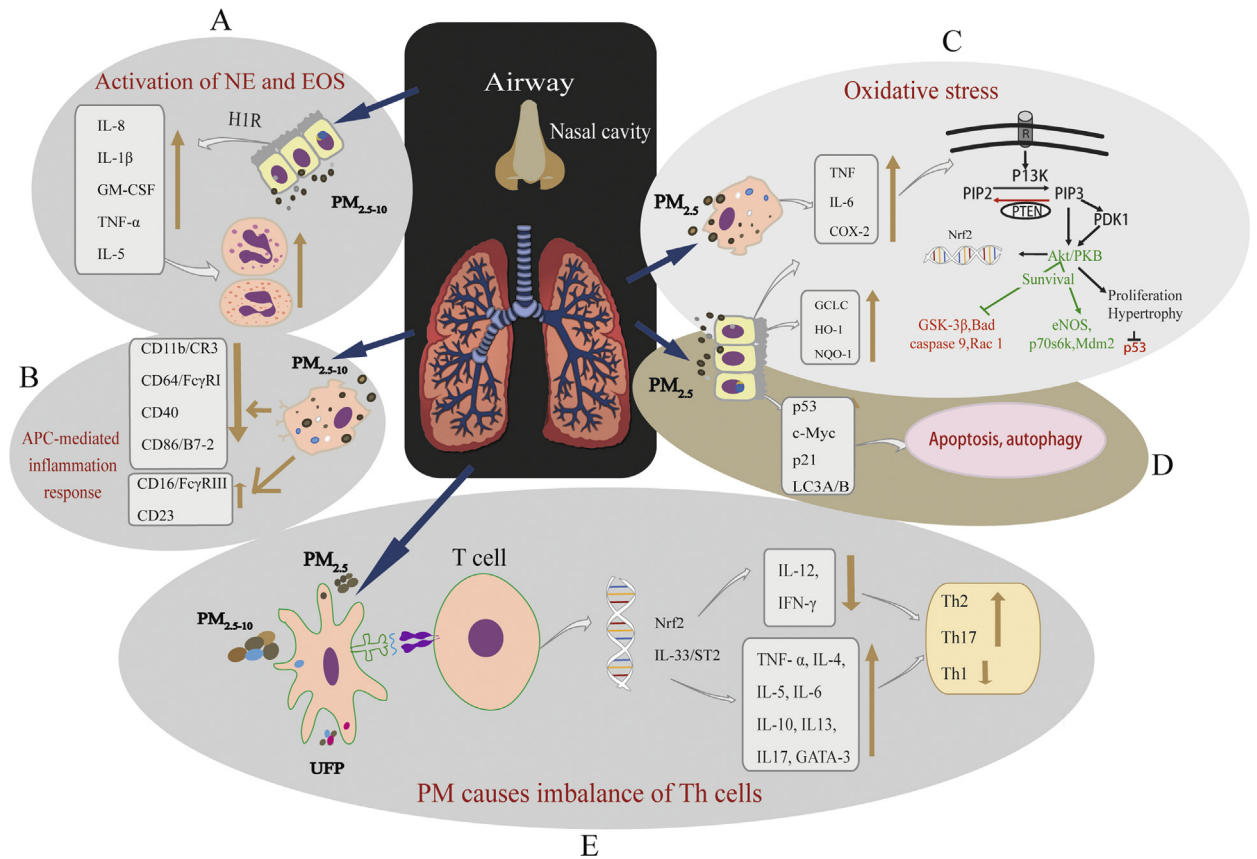 A
Activation of NE and EOS
IL-8
IL-1β
GM-CSF
TNF-α
IL-5
H1R
PM2.5-10
Airway
Nasal cavity
B
APC-mediated
inflammation
response
CD11b/CR3
CD64/FcγRI
CD40
CD86/B7-2
CD16/FcγRIII
CD23
PM2.5-10
C
Oxidative stress
PM2.5
TNF
IL-6
COX-2
R
P13K
PIP2
PIP3
PTEN
PDK1
Nrf2
Akt/PKB
Survival
Proliferation
Hypertrophy
GSK-3β,Bad
caspase 9,Rac 1
eNOS,
p70s6k,Mdm2
p53
GCLC
HO-1
NQO-1
PM2.5
D
p53
c-Myc
p21
LC3A/B
Apoptosis, autophagy
PM2.5
PM2.5-10
UFP
T cell
Nrf2
IL-33/ST2
IL-12,
IFN-γ
TNF- α, IL-4,
IL-5, IL-6
IL-10, IL13,
IL17, GATA-3
Th2
Th17
Th1
PM causes imbalance of Th cells
E